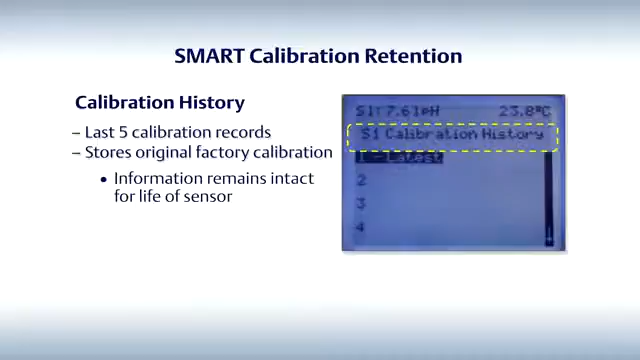 SMART Calibration Retention
Calibration History
– Last 5 calibration records
– Stores original factory calibration
• Information remains intact
for life of sensor
S1: 7.61pH 23.8°C
S1 Calibration History
1 - Latest
2
3
4